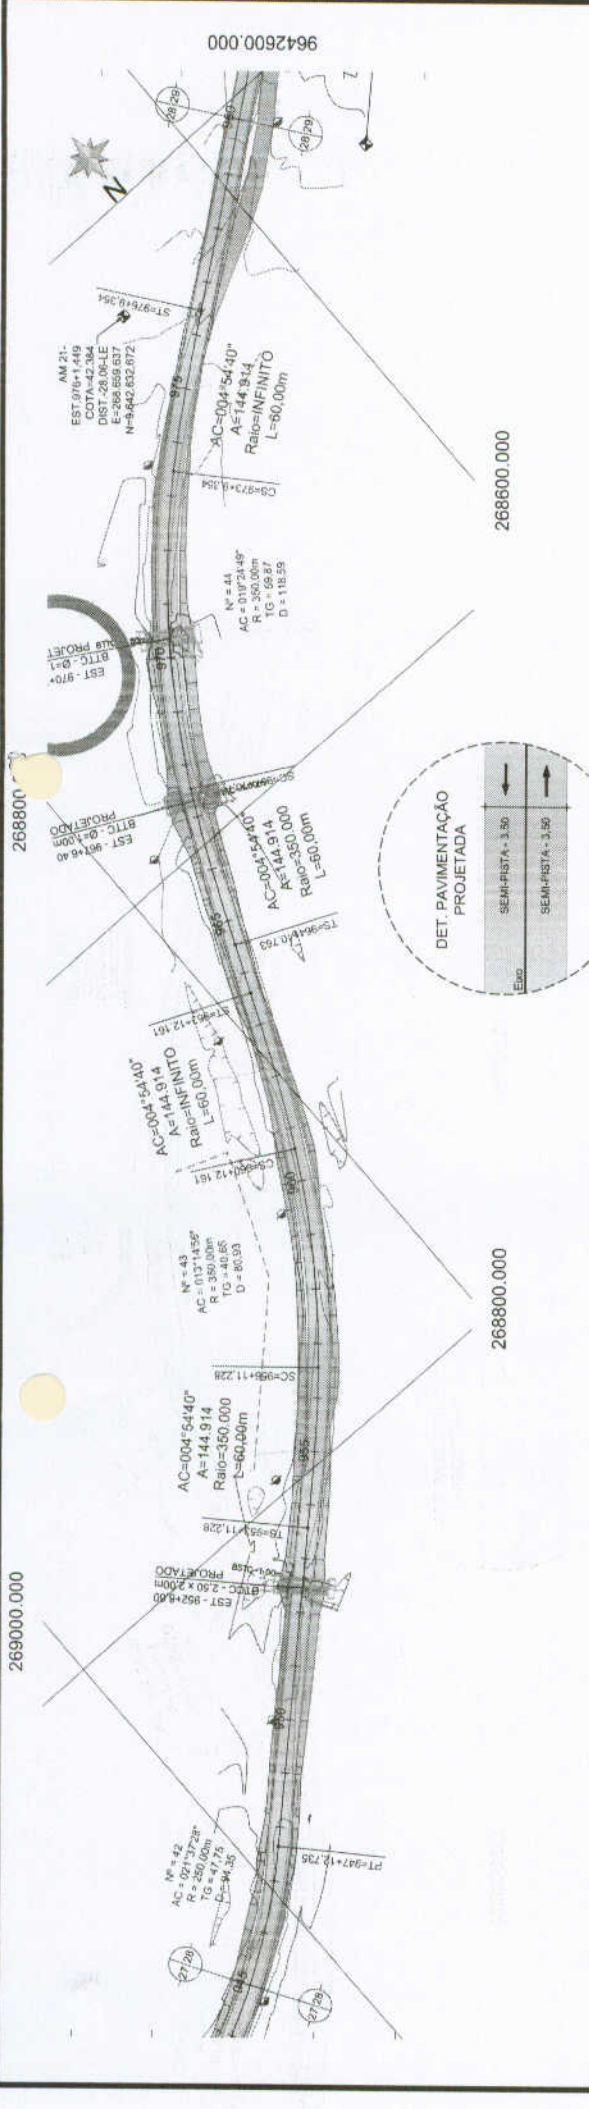 9642600.000
28 29
28 29
980
N
ST=976+9,354
AM 21-
EST.976+1,449
COTA=42.384
DIST-28.06-LE
E=268.659.637
N=9.642.632.672
975
AC=004°54'40"
A=144.914
Raio=INFINITO
L=60,00m
CS=973+9,354
268600.000
Nº = 44
AC = 019°24'49"
R = 350.00m
TG = 59.87
D = 118.59
EST - 970+
BTTC - Ø=1
PROJET
970
268800
EST - 967+6.40
BTTC - Ø=1,00m
PROJETADO
AC=004°54'40"
A=144.914
Raio=350,000
L=60,00m
965
TS=964+10,763
ST=963+12,161
DET. PAVIMENTAÇÃO
PROJETADA
SEMI-PISTA - 3.50
Eixo
SEMI-PISTA - 3.50
AC=004°54'40"
A=144.914
Raio=INFINITO
L=60,00m
CS=960+12,161
960
Nº = 43
AC = 013°14'56"
R = 350,00m
TG = 40,65
D = 80,93
268800.000
SC=956+11,228
AC=004°54'40"
A=144.914
Raio=350.000
L=60,00m
955
TS=953+11,228
EST - 952+8.60
BTCC - 2,50 x 2,00m
PROJETADO
269000.000
950
Nº = 42
AC = 021°37'28"
R = 250,00m
TG = 47,75
D = 94,35
PT=947+12,735
27 28
945
27 28